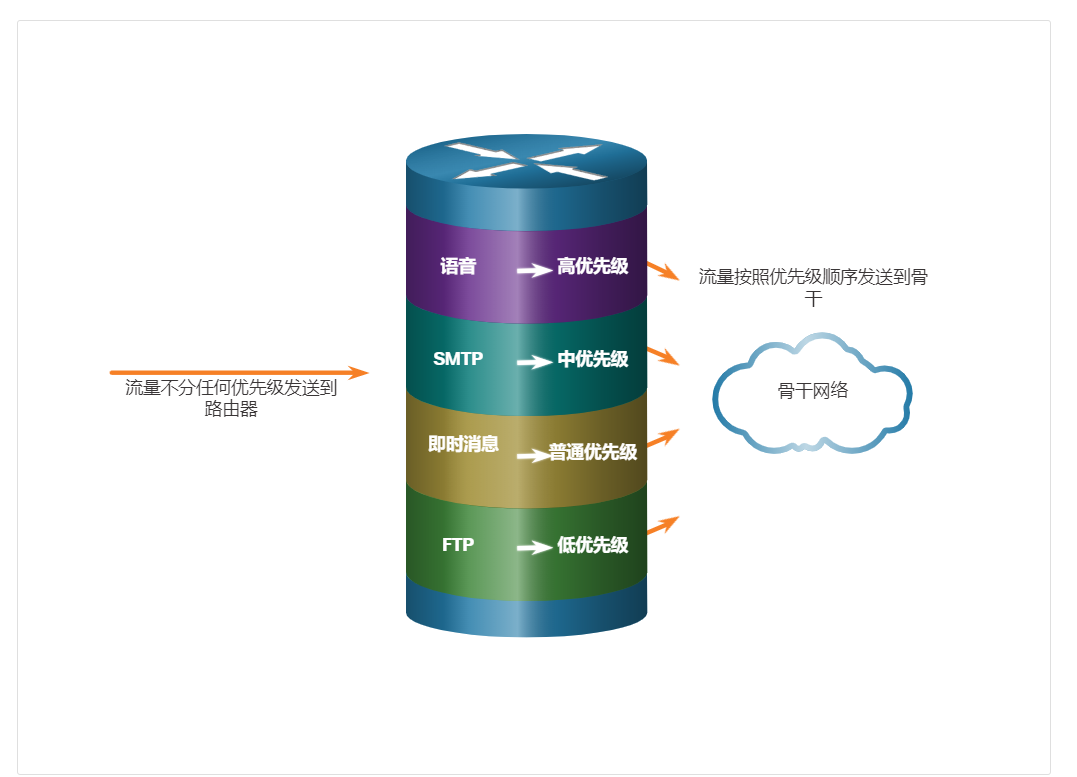 语音
高优先级
流量按照优先级顺序发送到骨
干
SMTP
中优先级
流量不分任何优先级发送到
路由器
骨干网络
即时消息
普通优先级
FTP
低优先级